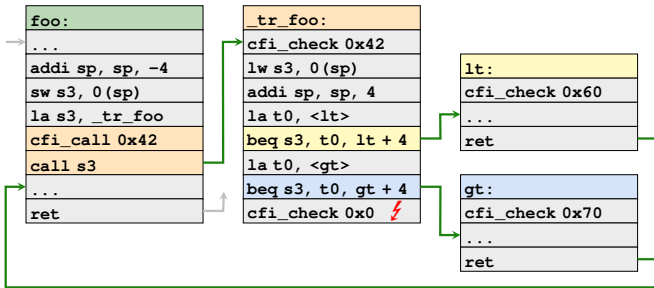 foo:
...
addi sp, sp, −4
sw s3, 0(sp)
la s3, _tr_foo
cfi_call 0x42
call s3
...
ret
_tr_foo:
cfi_check 0x42
lw s3, 0(sp)
addi sp, sp, 4
la t0, <lt>
beq s3, t0, lt + 4
la t0, <gt>
beq s3, t0, gt + 4
cfi_check 0x0
lt:
cfi_check 0x60
...
ret
gt:
cfi_check 0x70
...
ret